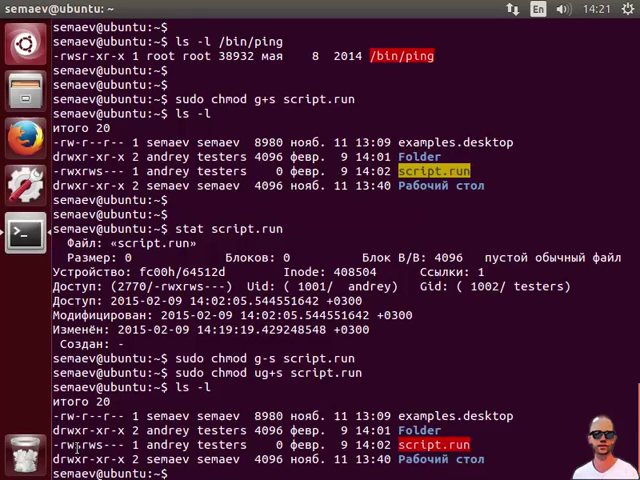 semaev@ubuntu: ~
En
14:21
semaev@ubuntu:~$
semaev@ubuntu:~$ ls -l /bin/ping
-rwsr-xr-x 1 root root 38932 мая    8  2014 /bin/ping
semaev@ubuntu:~$
semaev@ubuntu:~$
semaev@ubuntu:~$ sudo chmod g+s script.run
semaev@ubuntu:~$ ls -l
итого 20
-rw-r--r-- 1 semaev semaev  8980 нояб. 11 13:09 examples.desktop
drwxr-xr-x 2 andrey testers 4096 февр.  9 14:01 Folder
-rwxrws--- 1 andrey testers    0 февр.  9 14:02 script.run
drwxr-xr-x 2 semaev semaev  4096 нояб. 11 13:40 Рабочий стол
semaev@ubuntu:~$
semaev@ubuntu:~$
semaev@ubuntu:~$ stat script.run
Файл: «script.run»
Размер: 0 Блоков: 0 Блок В/В: 4096 пустой обычный файл
Устройство: fc00h/64512d Inode: 408504 Ссылки: 1
Доступ: (2770/-rwxrws---) Uid: ( 1001/ andrey) Gid: ( 1002/ testers)
Доступ: 2015-02-09 14:02:05.544551642 +0300
Модифицирован: 2015-02-09 14:02:05.544551642 +0300
Изменён: 2015-02-09 14:19:19.429248548 +0300
Создан: -
semaev@ubuntu:~$ sudo chmod g-s script.run
semaev@ubuntu:~$ sudo chmod ug+s script.run
semaev@ubuntu:~$ ls -l
итого 20
-rw-r--r-- 1 semaev semaev  8980 нояб. 11 13:09 examples.desktop
drwxr-xr-x 2 andrey testers 4096 февр.  9 14:01 Folder
-rwsrws--- 1 andrey testers    0 февр.  9 14:02 script.run
drwxr-xr-x 2 semaev semaev  4096 нояб. 11 13:40 Рабочий стол
semaev@ubuntu:~$